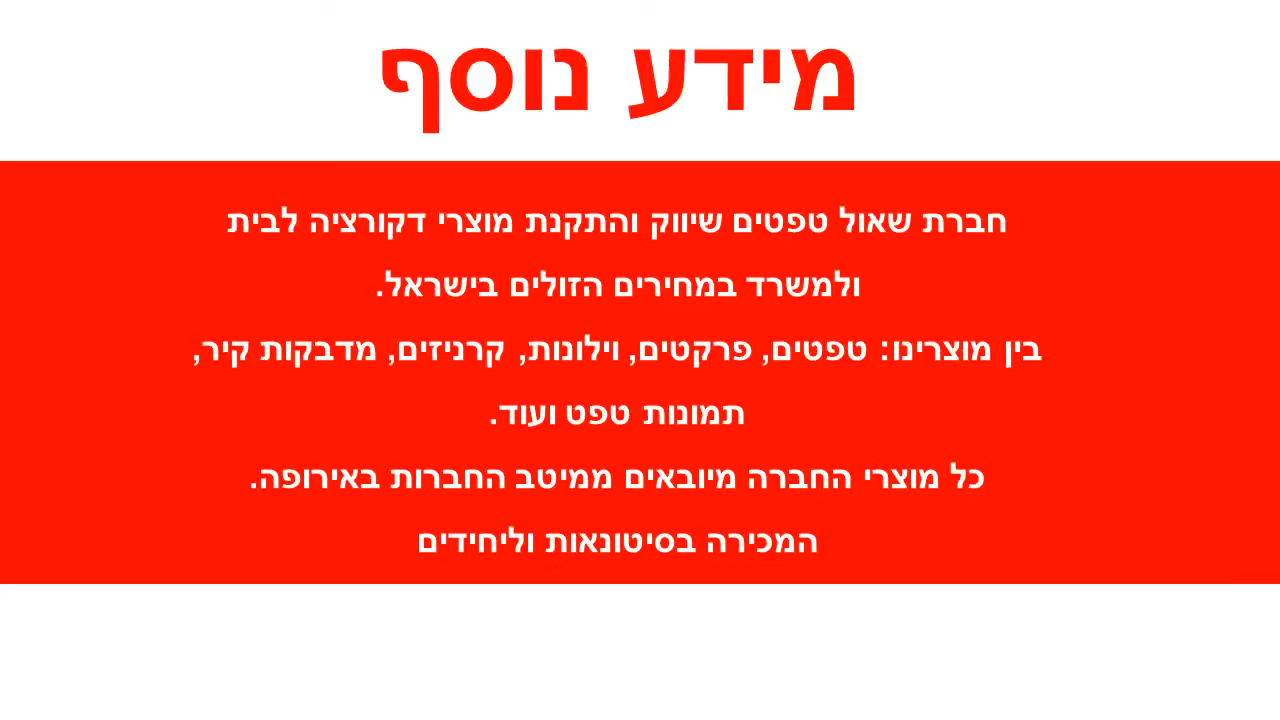 מידע נוסף
חברת שאול טפטים שיווק והתקנת מוצרי דקורציה לבית
ולמשרד במחירים הזולים בישראל.
בין מוצרינו: טפטים, פרקטים, וילונות, קרניזים, מדבקות קיר,
תמונות טפט ועוד.
כל מוצרי החברה מיובאים ממיטב החברות באירופה.
המכירה בסיטונאות וליחידים